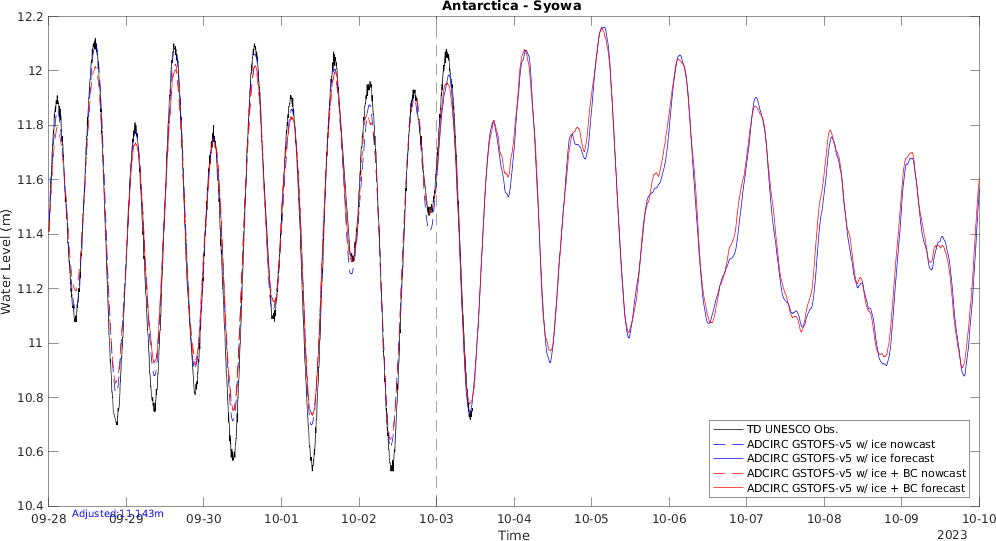 Antarctica - Syowa
12.2
12
11.8
11.6
11.4
11.2
11
10.8
10.6
10.4
Water Level (m)
TD UNESCO Obs.
ADCIRC GSTOFS-v5 w/ ice nowcast
ADCIRC GSTOFS-v5 w/ ice forecast
ADCIRC GSTOFS-v5 w/ ice + BC nowcast
ADCIRC GSTOFS-v5 w/ ice + BC forecast
Adjusted:11.143m
09-28 09-29 09-30 10-01 10-02 10-03 10-04 10-05 10-06 10-07 10-08 10-09 10-10
Time
2023